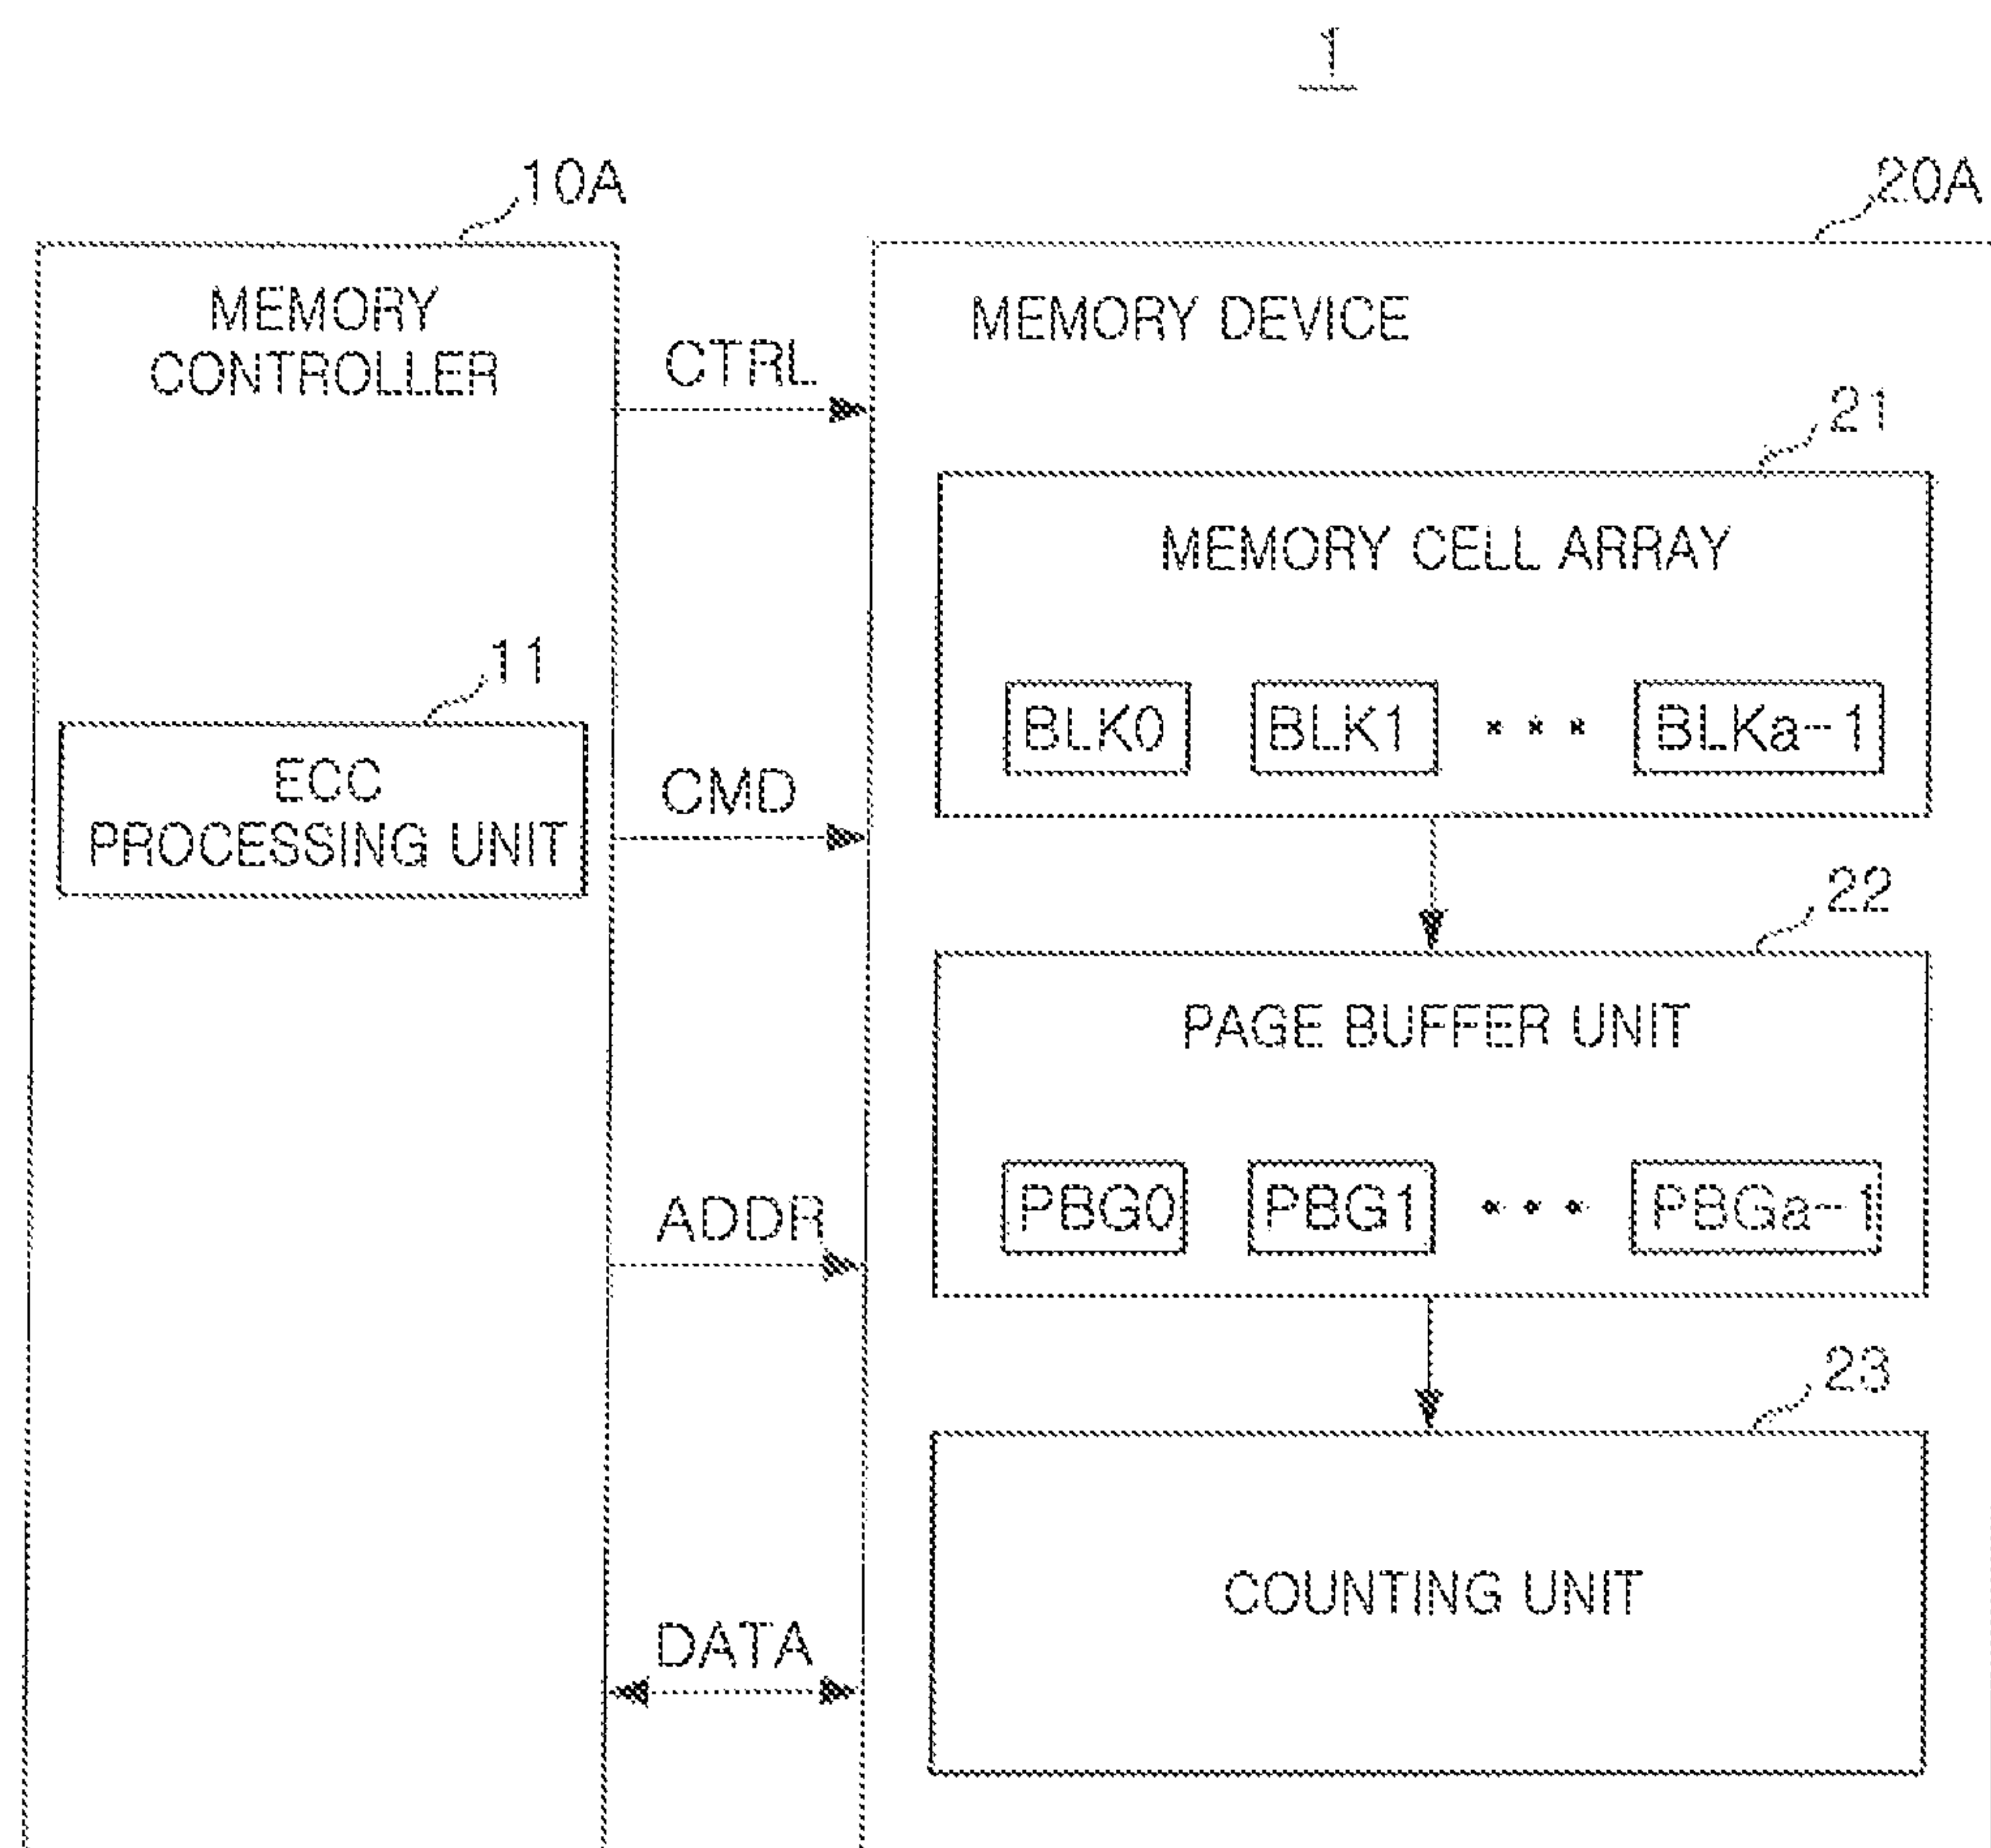 1
10A
20A
MEMORY
CONTROLLER
CTRL
MEMORY DEVICE
21
MEMORY CELL ARRAY
BLK0 BLK1 ••• BLKa-1
11
ECC
PROCESSING UNIT
CMD
22
PAGE BUFFER UNIT
PBG0 PBG1 ••• PBGa-1
ADDR
23
COUNTING UNIT
DATA